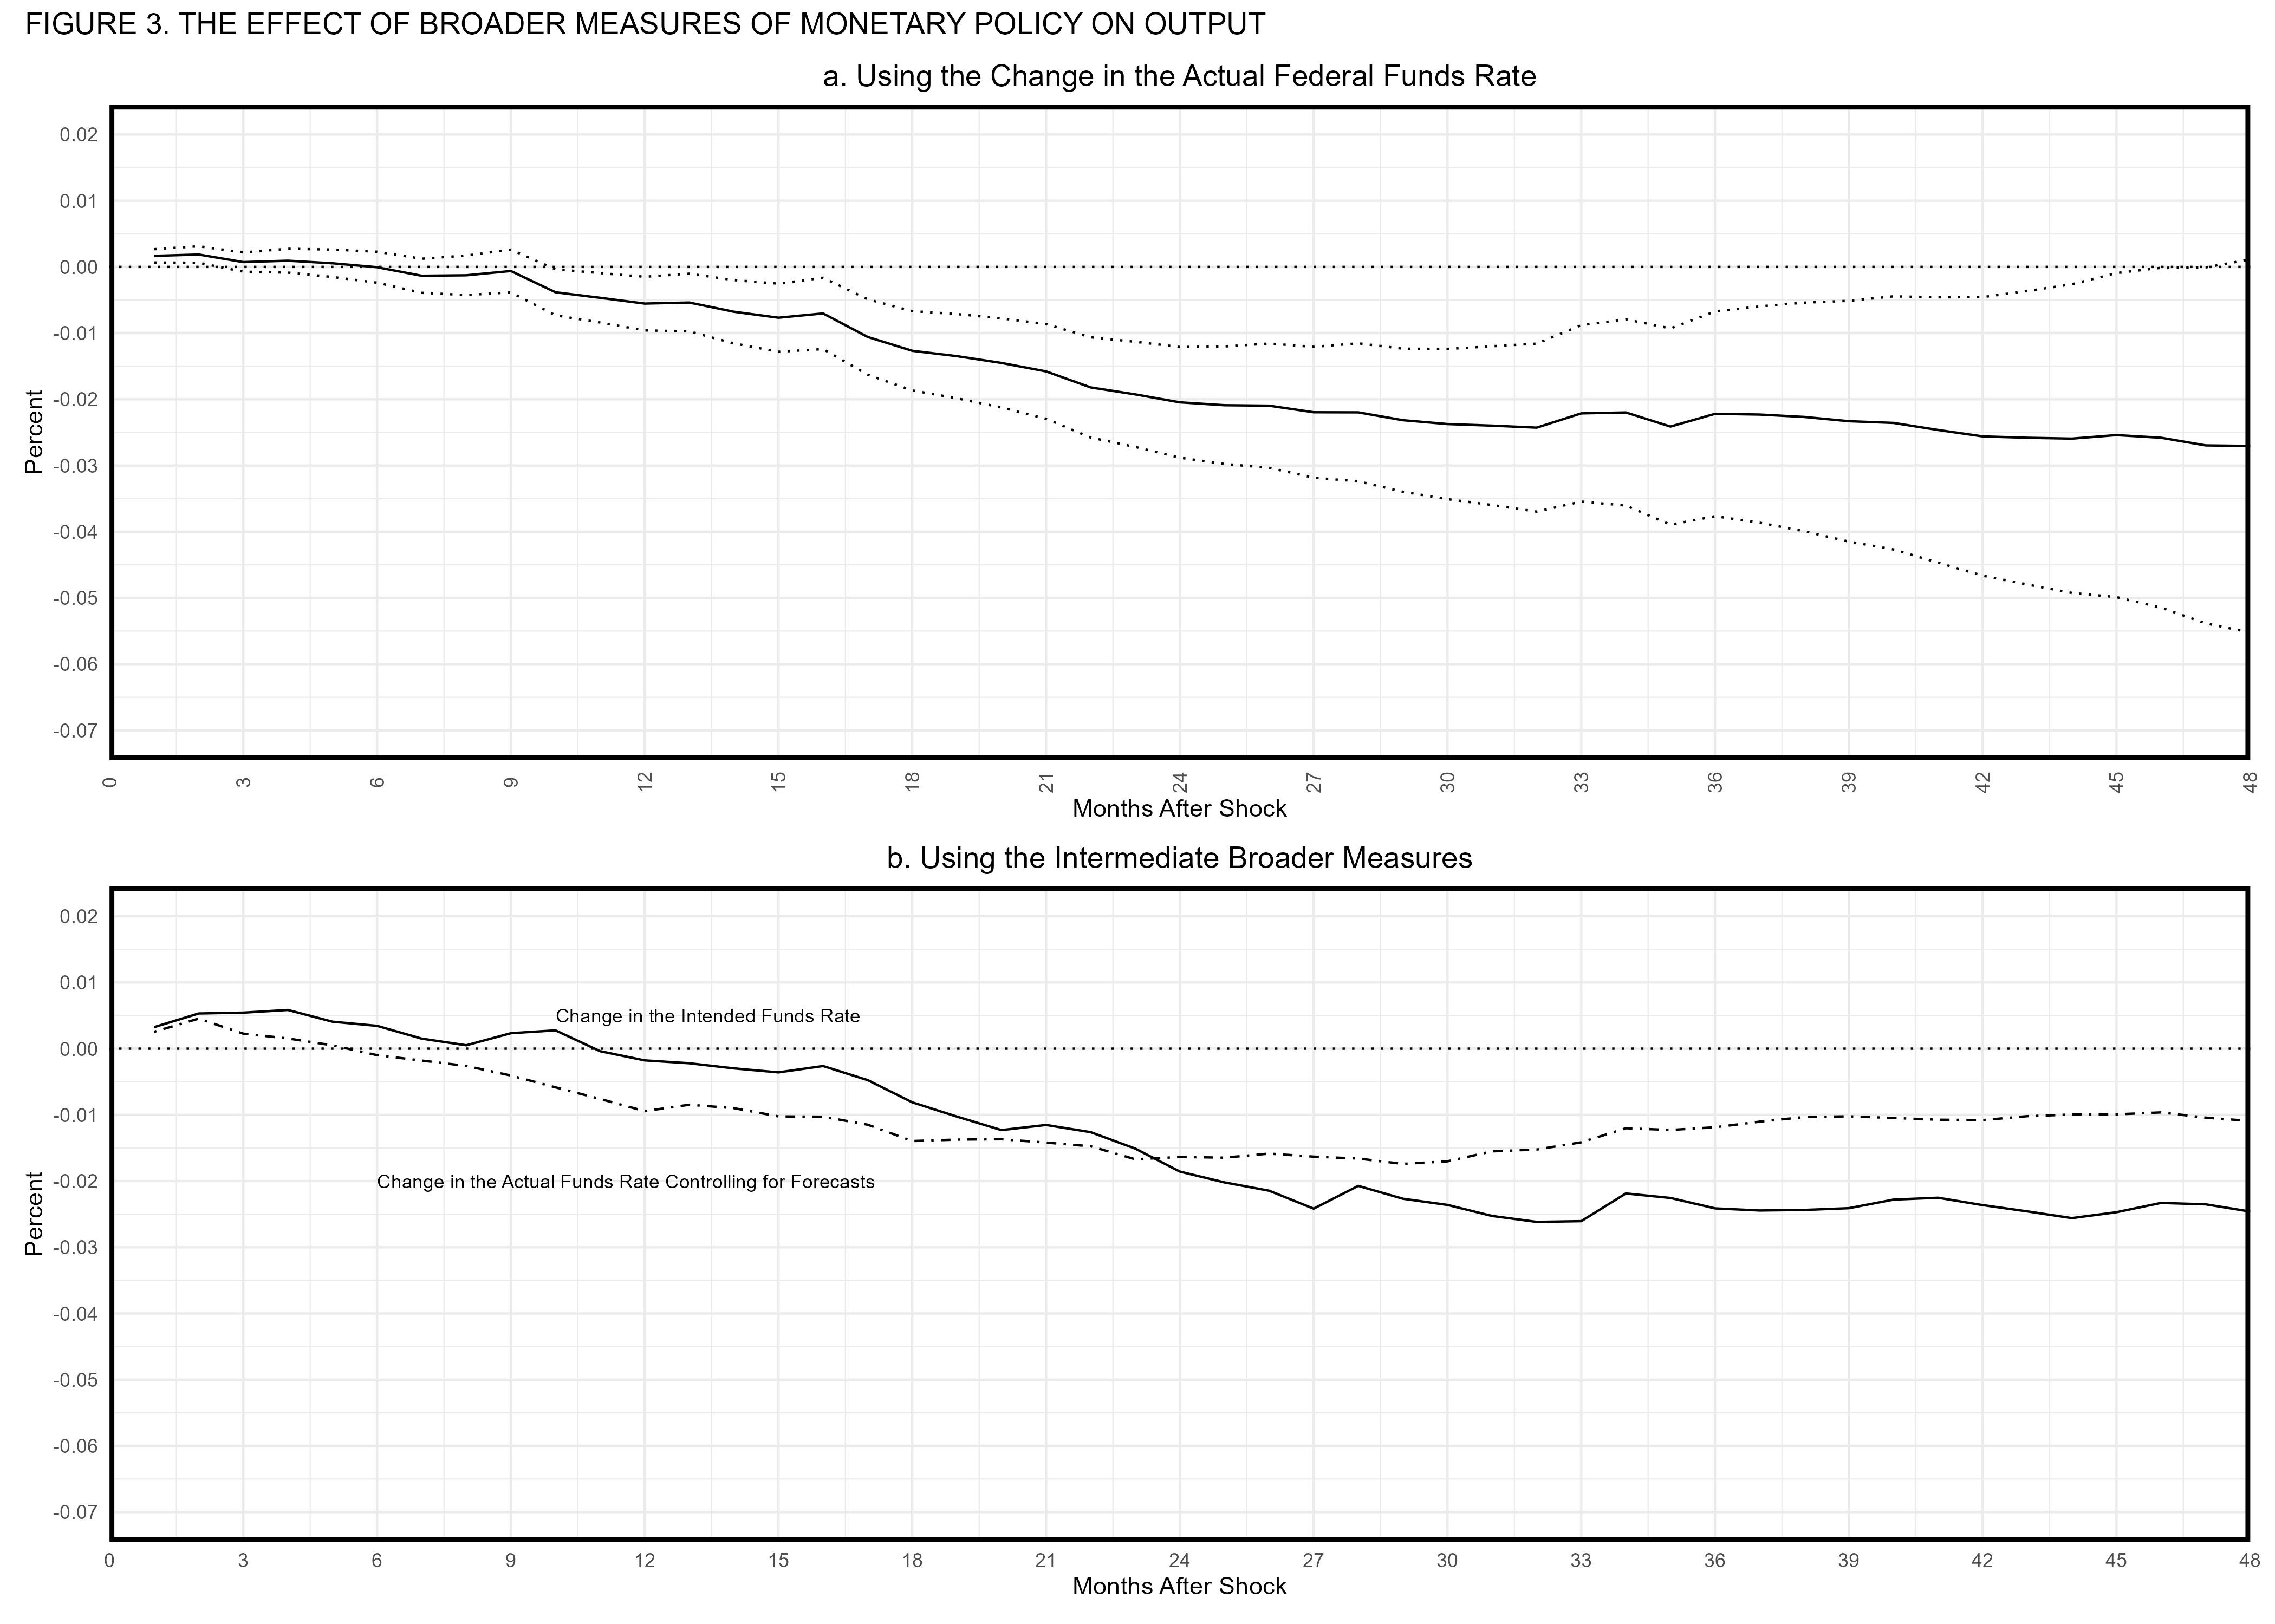 FIGURE 3. THE EFFECT OF BROADER MEASURES OF MONETARY POLICY ON OUTPUT
a. Using the Change in the Actual Federal Funds Rate
0.02
0.01
0.00
-0.01
-0.02
-0.03
-0.04
-0.05
-0.06
-0.07
Percent
0 3 6 9 12 15 18 21 24 27 30 33 36 39 42 45 48
Months After Shock
b. Using the Intermediate Broader Measures
0.02
0.01
0.00
-0.01
-0.02
-0.03
-0.04
-0.05
-0.06
-0.07
Percent
Change in the Intended Funds Rate
Change in the Actual Funds Rate Controlling for Forecasts
0 3 6 9 12 15 18 21 24 27 30 33 36 39 42 45 48
Months After Shock